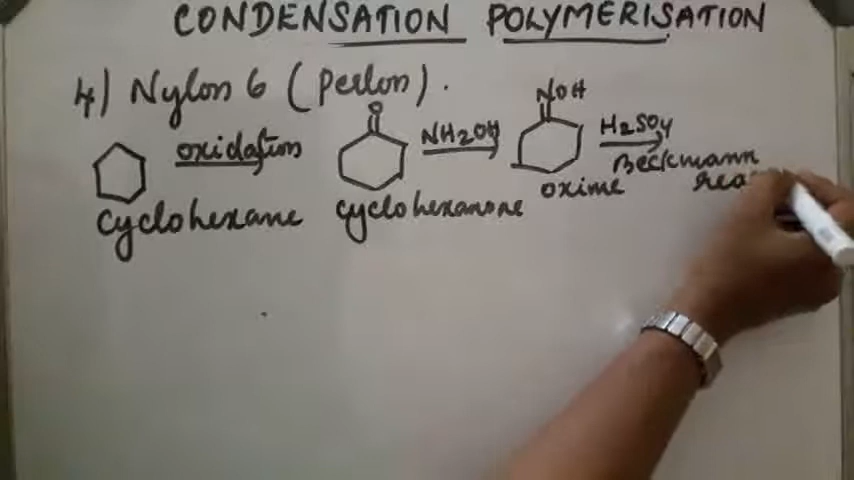 CONDENSATION POLYMERISATION
4) Nylon 6 (Perlon).
oxidation
O
NH2OH
NOH
H2SO4
Beckmann
cyclohexane
cyclohexanone
oxime